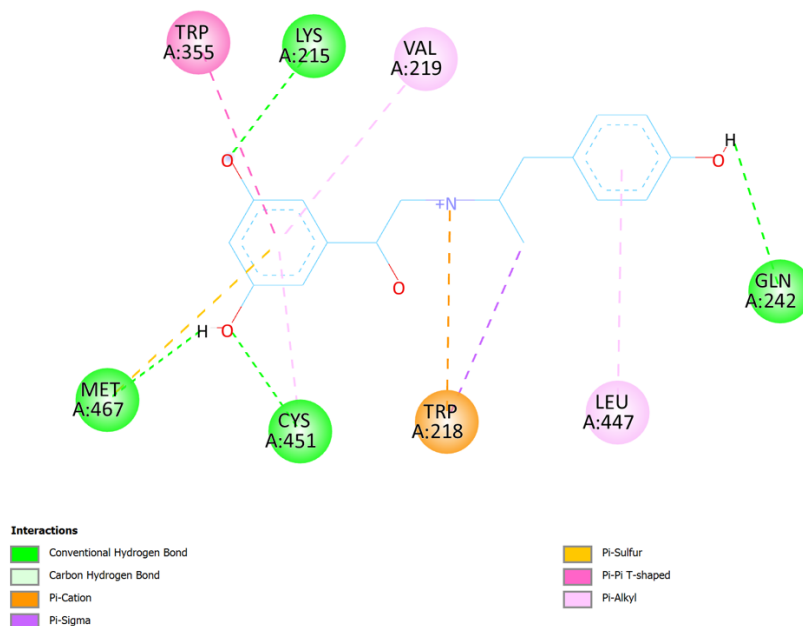 TRP
A:355
LYS
A:215
VAL
A:219
O
H
O
+N
O
H O
GLN
A:242
MET
A:467
CYS
A:451
TRP
A:218
LEU
A:447
Interactions
Conventional Hydrogen Bond
Carbon Hydrogen Bond
Pi-Cation
Pi-Sigma
Pi-Sulfur
Pi-Pi T-shaped
Pi-Alkyl